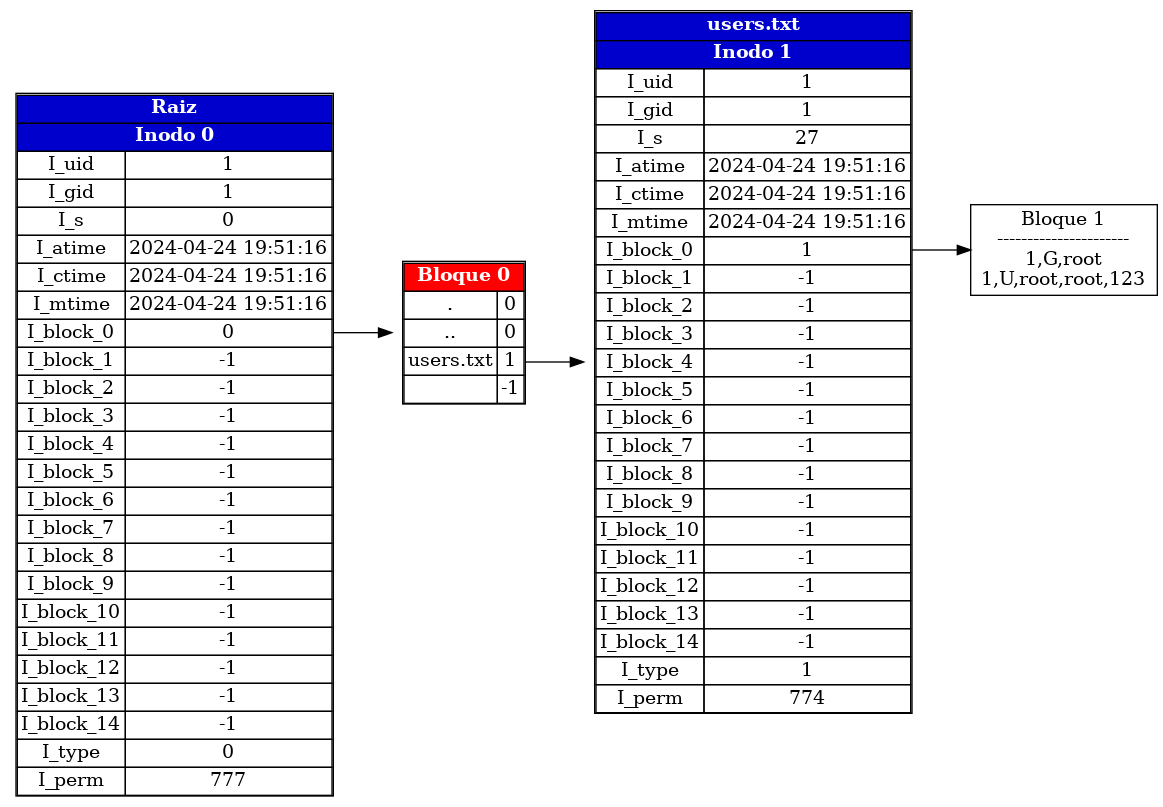 Raiz
Inodo 0
I_uid 1
I_gid 1
I_s 0
I_atime 2024-04-24 19:51:16
I_ctime 2024-04-24 19:51:16
I_mtime 2024-04-24 19:51:16
I_block_0 0
I_block_1 -1
I_block_2 -1
I_block_3 -1
I_block_4 -1
I_block_5 -1
I_block_6 -1
I_block_7 -1
I_block_8 -1
I_block_9 -1
I_block_10 -1
I_block_11 -1
I_block_12 -1
I_block_13 -1
I_block_14 -1
I_type 0
I_perm 777
Bloque 0
. 0
.. 0
users.txt 1
-1
users.txt
Inodo 1
I_uid 1
I_gid 1
I_s 27
I_atime 2024-04-24 19:51:16
I_ctime 2024-04-24 19:51:16
I_mtime 2024-04-24 19:51:16
I_block_0 1
I_block_1 -1
I_block_2 -1
I_block_3 -1
I_block_4 -1
I_block_5 -1
I_block_6 -1
I_block_7 -1
I_block_8 -1
I_block_9 -1
I_block_10 -1
I_block_11 -1
I_block_12 -1
I_block_13 -1
I_block_14 -1
I_type 1
I_perm 774
Bloque 1
----------------------
1,G,root
1,U,root,root,123